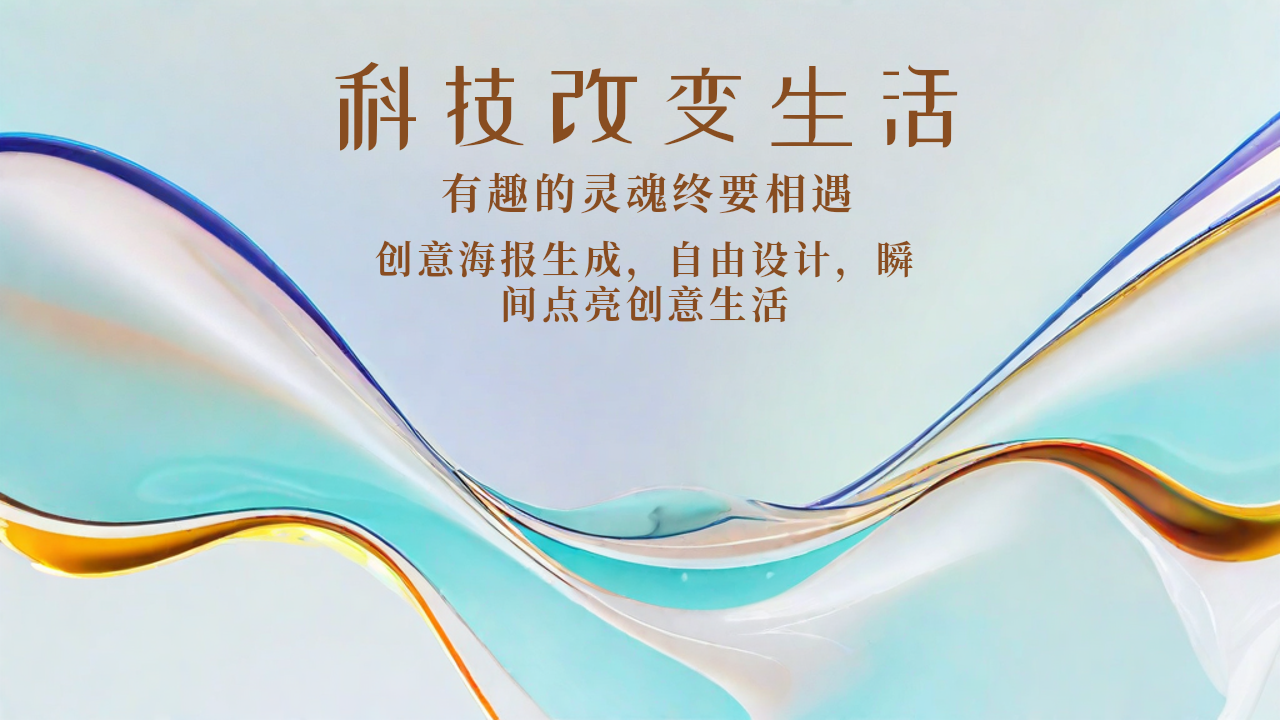 科技改变生活
有趣的灵魂终要相遇
创意海报生成，自由设计，瞬
间点亮创意生活